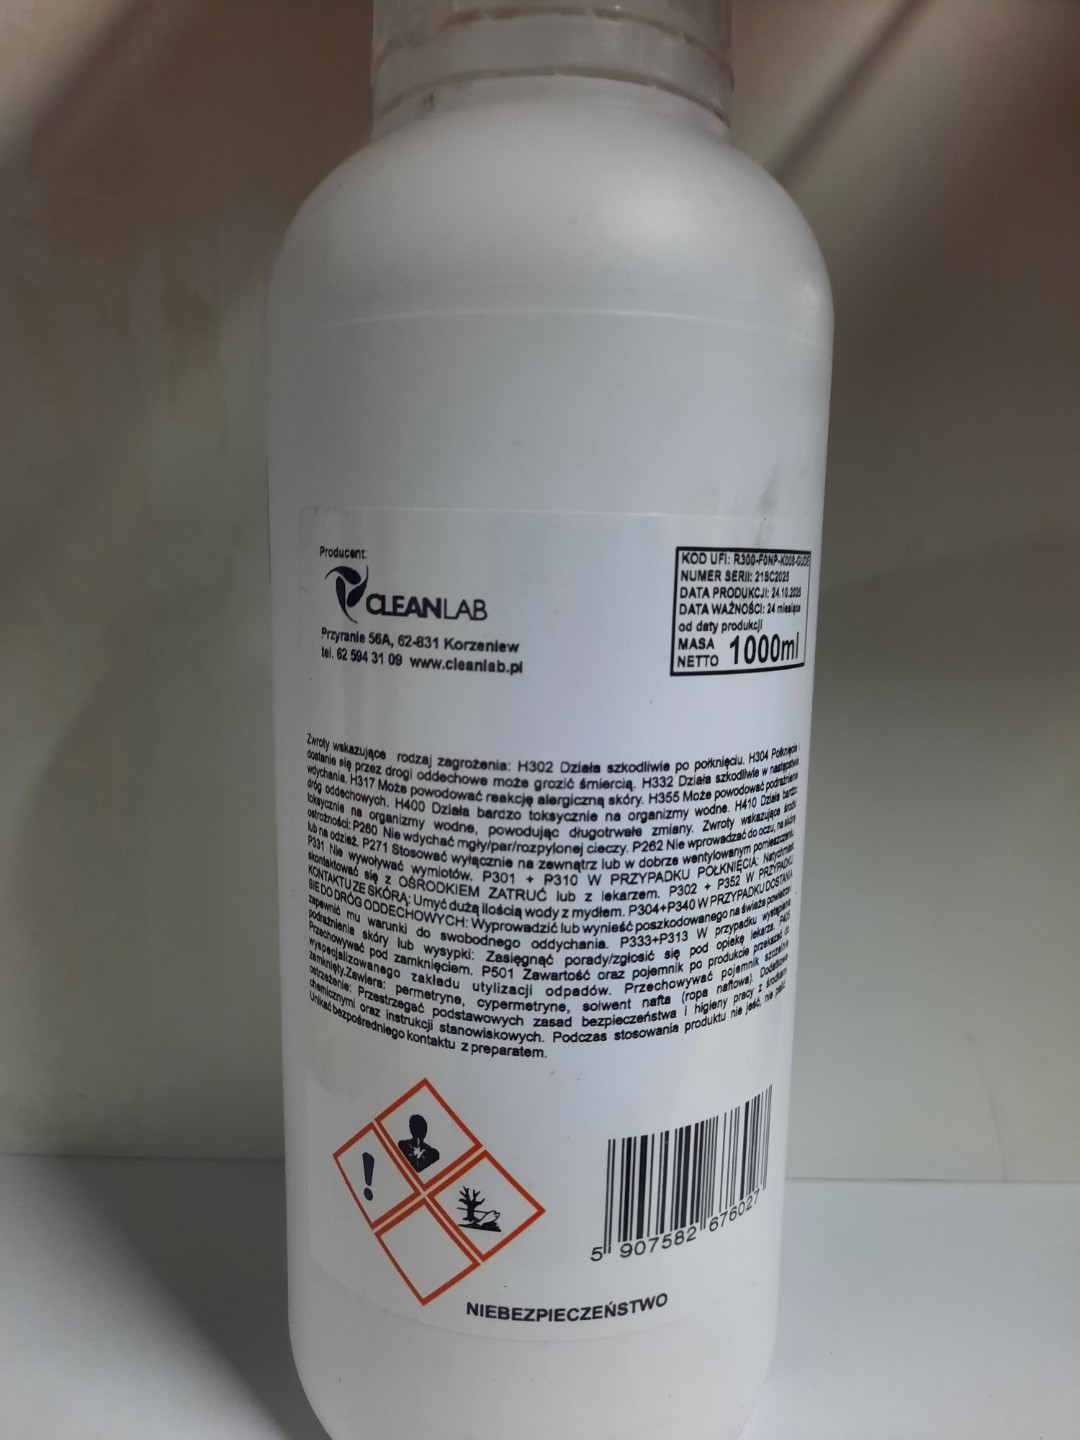 Producent:
CLEANLAB
Przyranie 56A, 62-831 Korzeniew
tel. 62 594 31 09 www.cleanlab.pl
KOD UFI: R300-F0NP-K008-GUDE
NUMER SERII: 21SC2025
DATA PRODUKCJI: 24.10.2025
DATA WAŻNOŚCI: 24 miesiące
od daty produkcji
MASA
NETTO 1000ml
Zwroty wskazujące rodzaj zagrożenia: H302 Działa szkodliwie po połknięciu. H304 Połknięcie i
dostanie się przez drogi oddechowe może grozić śmiercią. H332 Działa szkodliwie w następstwie
wdychania. H317 Może powodować reakcję alergiczną skóry. H355 Może powodować podrażnienie
dróg oddechowych. H400 Działa bardzo toksycznie na organizmy wodne. H410 Działa bardzo
toksycznie na organizmy wodne, powodując długotrwałe zmiany. Zwroty wskazujące środki
ostrożności: P260 Nie wdychać mgły/par/rozpylonej cieczy. P262 Nie wprowadzać do oczu, na skórę
lub na odzież. P271 Stosować wyłącznie na zewnątrz lub w dobrze wentylowanym pomieszczeniu.
P331 Nie wywoływać wymiotów. P301 + P310 W PRZYPADKU POŁKNIĘCIA: Natychmiast
skontaktować się z OŚRODKIEM ZATRUĆ lub z lekarzem. P302 + P352 W PRZYPADKU
KONTAKTU ZE SKÓRĄ: Umyć dużą ilością wody z mydłem. P304+P340 W PRZYPADKU DOSTANIA
SIĘ DO DRÓG ODDECHOWYCH: Wyprowadzić lub wynieść poszkodowanego na świeże powietrze i
zapewnić mu warunki do swobodnego oddychania. P333+P313 W przypadku wystąpienia
podrażnienia skóry lub wysypki: Zasięgnąć porady/zgłosić się pod opiekę lekarza. P405
Przechowywać pod zamknięciem. P501 Zawartość oraz pojemnik po produkcie przekazać do
wyspecjalizowanego zakładu utylizacji odpadów. Przechowywać pojemnik szczelnie
zamknięty.Zawiera: permetryne, cypermetryne, solwent nafta (ropa naftowa). Dodatkowe
ostrzeżenie: Przestrzegać podstawowych zasad bezpieczeństwa i higieny pracy z środkami
chemicznymi oraz instrukcji stanowiskowych. Podczas stosowania produktu nie jeść, nie palić.
Unikać bezpośredniego kontaktu z preparatem.
5 907582 676027
NIEBEZPIECZEŃSTWO